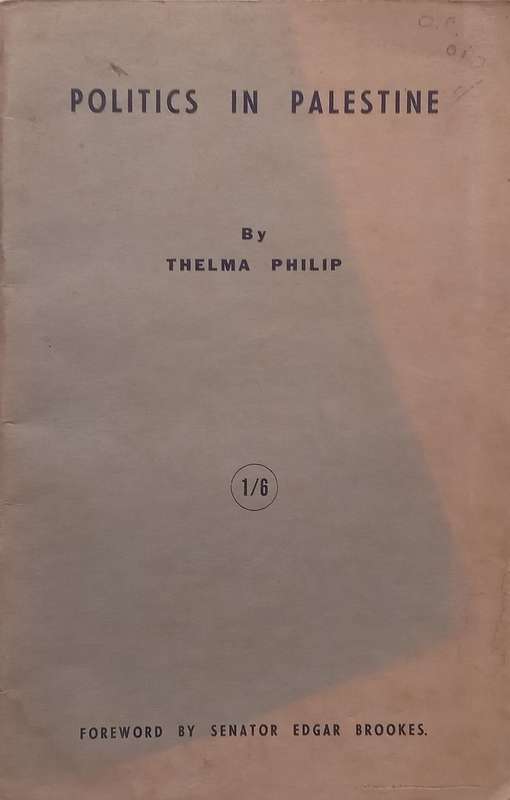 POLITICS IN PALESTINE
By
THELMA PHILIP
1/6
FOREWORD BY SENATOR EDGAR BROOKES.